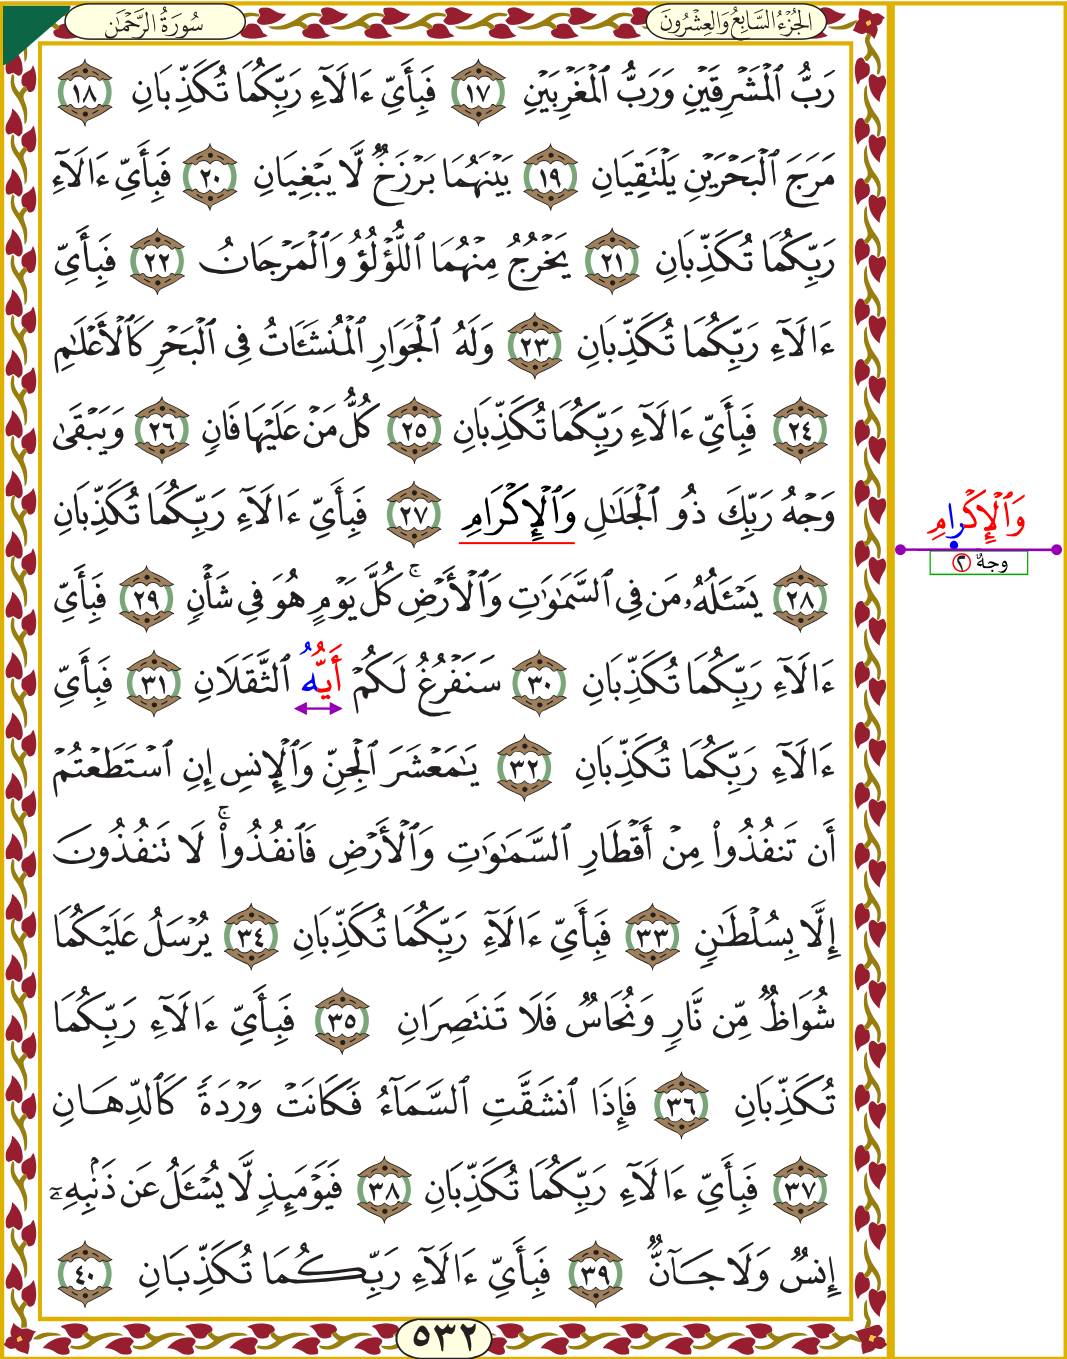 الجُزْءُ السَّابِعُ وَالعِشْرُونَ
سُورَةُ الرَّحْمَٰن
رَبُّ ٱلْمَشْرِقَيْنِ وَرَبُّ ٱلْمَغْرِبَيْنِ ١٧ فَبِأَيِّ ءَالَآءِ رَبِّكُمَا تُكَذِّبَانِ ١٨
مَرَجَ ٱلْبَحْرَيْنِ يَلْتَقِيَانِ ١٩ بَيْنَهُمَا بَرْزَخٌ لَّا يَبْغِيَانِ ٢٠ فَبِأَيِّ ءَالَآءِ
رَبِّكُمَا تُكَذِّبَانِ ٢١ يَخْرُجُ مِنْهُمَا ٱللُّؤْلُؤُ وَٱلْمَرْجَانُ ٢٢ فَبِأَيِّ
ءَالَآءِ رَبِّكُمَا تُكَذِّبَانِ ٢٣ وَلَهُ ٱلْجَوَارِ ٱلْمُنشَـَٔاتُ فِى ٱلْبَحْرِ كَٱلْأَعْلَٰمِ
٢٤ فَبِأَيِّ ءَالَآءِ رَبِّكُمَا تُكَذِّبَانِ ٢٥ كُلُّ مَنْ عَلَيْهَا فَانٍ ٢٦ وَيَبْقَىٰ
وَجْهُ رَبِّكَ ذُو ٱلْجَلَٰلِ وَٱلْإِكْرَامِ ٢٧ فَبِأَيِّ ءَالَآءِ رَبِّكُمَا تُكَذِّبَانِ
٢٨ يَسْـَٔلُهُۥ مَن فِى ٱلسَّمَٰوَٰتِ وَٱلْأَرْضِ ۚ كُلَّ يَوْمٍ هُوَ فِى شَأْنٍ ٢٩ فَبِأَيِّ
ءَالَآءِ رَبِّكُمَا تُكَذِّبَانِ ٣٠ سَنَفْرُغُ لَكُمْ أَيُّهُ ٱلثَّقَلَانِ ٣١ فَبِأَيِّ
ءَالَآءِ رَبِّكُمَا تُكَذِّبَانِ ٣٢ يَٰمَعْشَرَ ٱلْجِنِّ وَٱلْإِنسِ إِنِ ٱسْتَطَعْتُمْ
أَن تَنفُذُوا۟ مِنْ أَقْطَارِ ٱلسَّمَٰوَٰتِ وَٱلْأَرْضِ فَٱنفُذُوا۟ ۚ لَا تَنفُذُونَ
إِلَّا بِسُلْطَٰنٍ ٣٣ فَبِأَيِّ ءَالَآءِ رَبِّكُمَا تُكَذِّبَانِ ٣٤ يُرْسَلُ عَلَيْكُمَا
شُوَاظٌ مِّن نَّارٍ وَنُحَاسٌ فَلَا تَنتَصِرَانِ ٣٥ فَبِأَيِّ ءَالَآءِ رَبِّكُمَا
تُكَذِّبَانِ ٣٦ فَإِذَا ٱنشَقَّتِ ٱلسَّمَآءُ فَكَانَتْ وَرْدَةً كَٱلدِّهَانِ
٣٧ فَبِأَيِّ ءَالَآءِ رَبِّكُمَا تُكَذِّبَانِ ٣٨ فَيَوْمَئِذٍ لَّا يُسْـَٔلُ عَن ذَنۢبِهِۦٓ
إِنسٌ وَلَا جَآنٌّ ٣٩ فَبِأَيِّ ءَالَآءِ رَبِّكُمَا تُكَذِّبَانِ ٤٠
وَٱلْإِكْرَامِ
وجهٌ ٢
٥٣٢